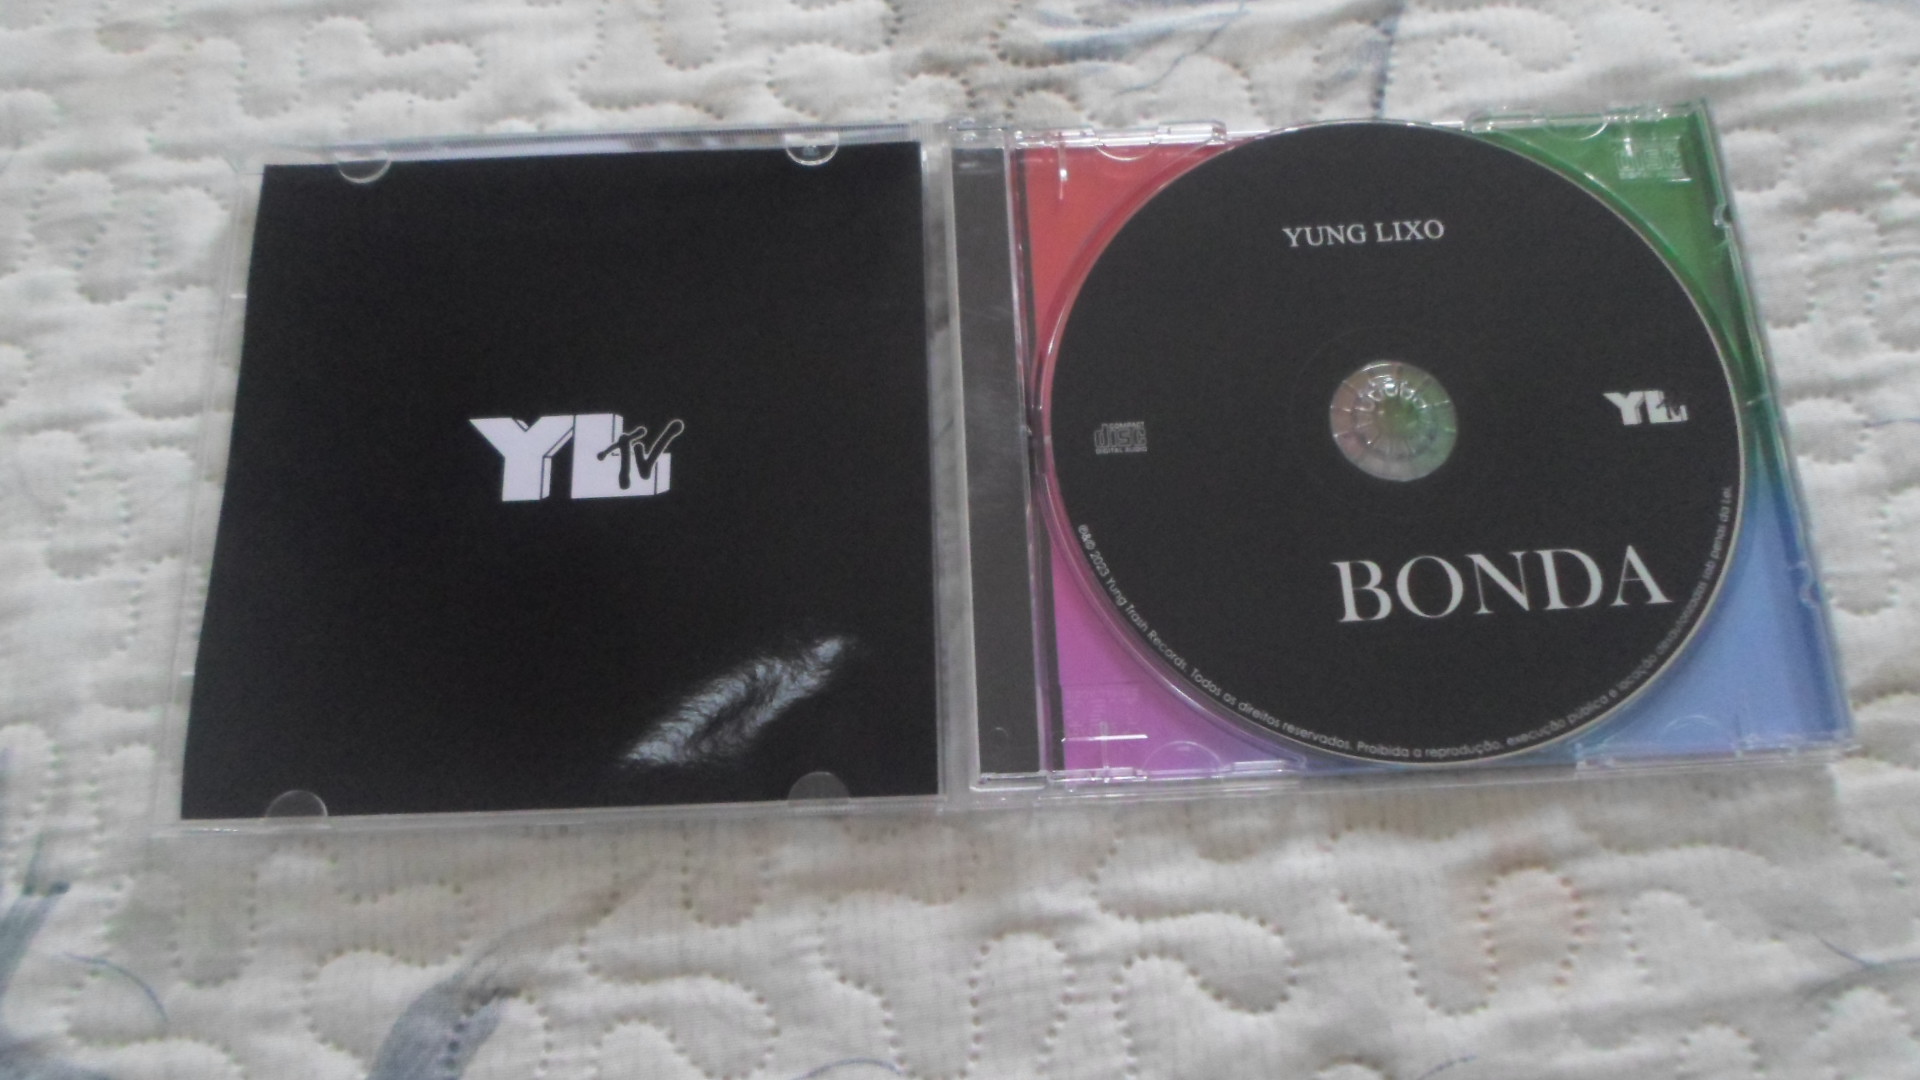 YLTV
YUNG LIXO
COMPACT
disc
DIGITAL AUDIO
YLTV
BONDA
℗&© 2023 Yung Trash Records. Todos os direitos reservados. Proibida a reprodução, execução pública e locação desautorizadas sob penas da Lei.